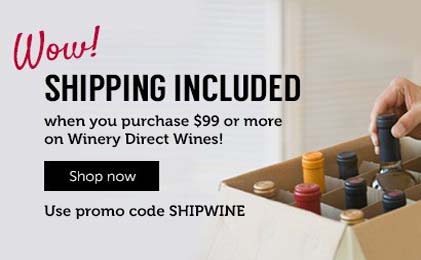 Wow!
SHIPPING INCLUDED
when you purchase $99 or more
on Winery Direct Wines!
Shop now
Use promo code SHIPWINE